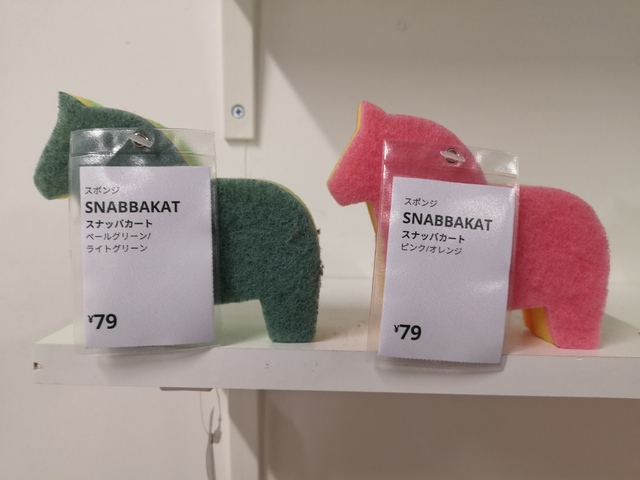 スポンジ
SNABBAKAT
スナッバカート
ペールグリーン/
ライトグリーン
¥79
スポンジ
SNABBAKAT
スナッバカート
ピンク/オレンジ
¥79